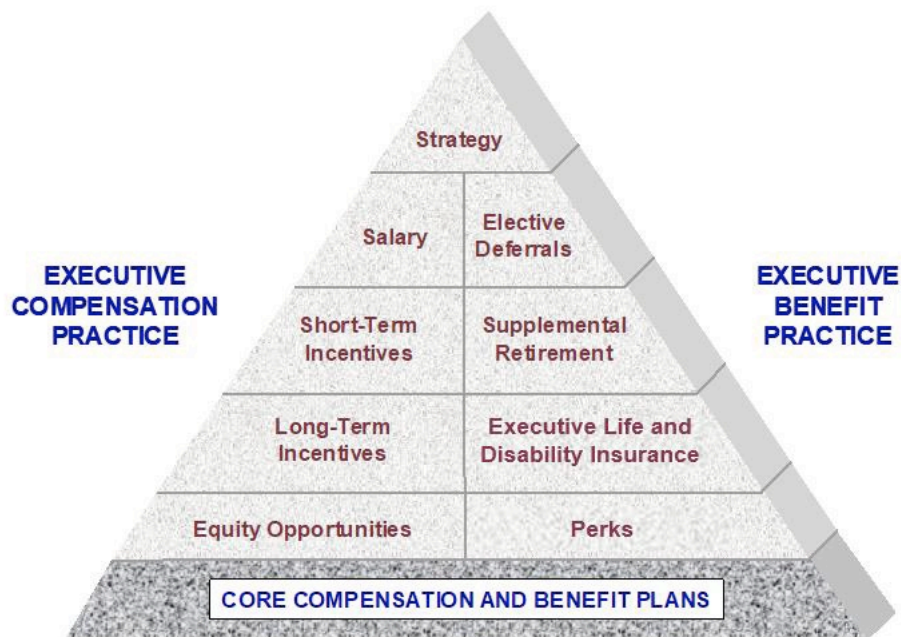 Strategy
Salary
Elective
Deferrals
EXECUTIVE
COMPENSATION
PRACTICE
EXECUTIVE
BENEFIT
PRACTICE
Short-Term
Incentives
Supplemental
Retirement
Long-Term
Incentives
Executive Life and
Disability Insurance
Equity Opportunities
Perks
CORE COMPENSATION AND BENEFIT PLANS